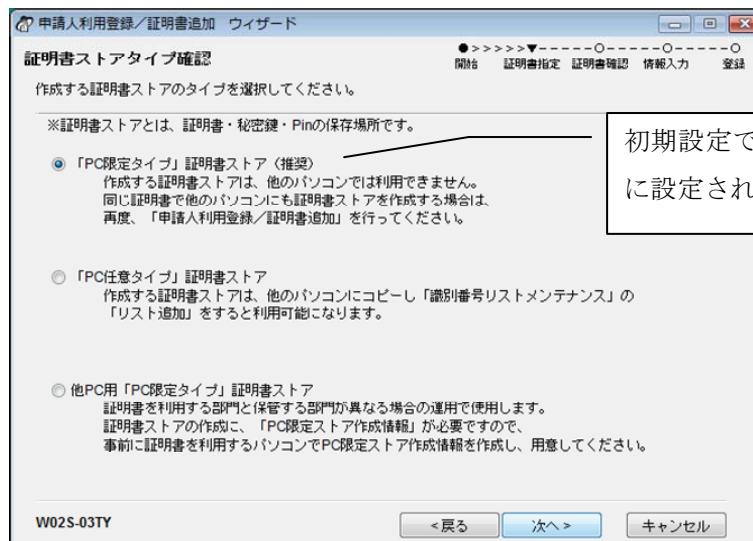 申請人利用登録／証明書追加　ウィザード
証明書ストアタイプ確認
●>>>>>▼-----○-----○-----○
開始　証明書指定　証明書確認　情報入力　登録
作成する証明書ストアのタイプを選択してください。
※証明書ストアとは、証明書・秘密鍵・Pinの保存場所です。
初期設定で
に設定され
「PC限定タイプ」証明書ストア（推奨）
作成する証明書ストアは、他のパソコンでは利用できません。
同じ証明書で他のパソコンにも証明書ストアを作成する場合は、
再度、「申請人利用登録／証明書追加」を行ってください。
「PC任意タイプ」証明書ストア
作成する証明書ストアは、他のパソコンにコピーし「識別番号リストメンテナンス」の
「リスト追加」をすると利用可能になります。
他PC用「PC限定タイプ」証明書ストア
証明書を利用する部門と保管する部門が異なる場合の運用で使用します。
証明書ストアの作成に、「PC限定ストア作成情報」が必要ですので、
事前に証明書を利用するパソコンでPC限定ストア作成情報を作成し、用意してください。
W02S-03TY
<戻る　次へ>　キャンセル